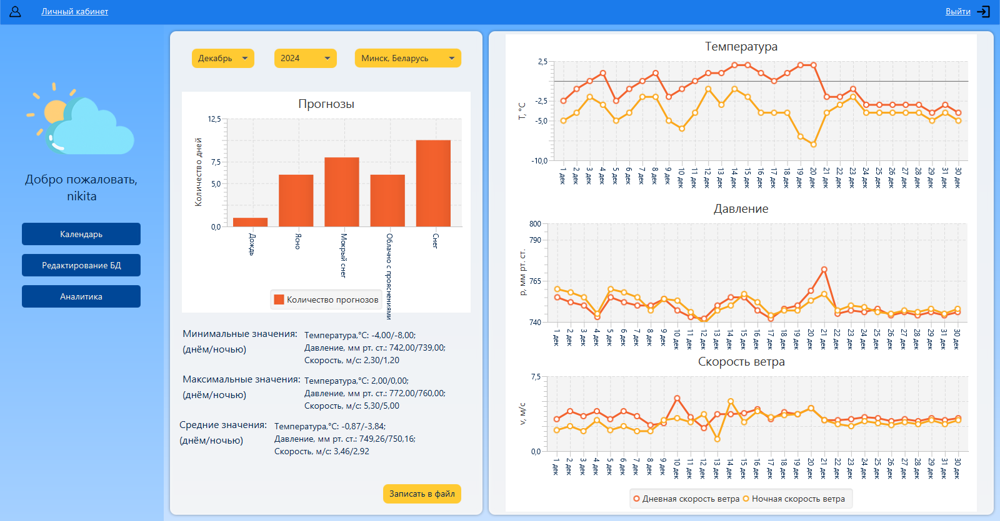 Личный кабинет
Выйти
Добро пожаловать,
nikita
Календарь
Редактирование БД
Аналитика
Декабрь
2024
Минск, Беларусь
Прогнозы
Количество дней
12,5
7,5
5,0
0,0
Дождь
Ясно
Мокрый снег
Облачно с прояснениями
Снег
Количество прогнозов
Минимальные значения:
(днём/ночью)
Температура,°C: -4,00/-8,00;
Давление, мм рт. ст.: 742,00/739,00;
Скорость, м/с: 2,30/1,20
Максимальные значения:
(днём/ночью)
Температура,°C: 2,00/0,00;
Давление, мм рт. ст.: 772,00/760,00;
Скорость, м/с: 5,30/5,00
Средние значения:
(днём/ночью)
Температура,°C: -0,87/-3,84;
Давление, мм рт. ст.: 749,26/750,16;
Скорость, м/с: 3,46/2,92
Записать в файл
Температура
T, °C
2,5
-2,5
-5,0
-10,0
1 дек
2 дек
3 дек
4 дек
5 дек
6 дек
7 дек
8 дек
9 дек
10 дек
11 дек
12 дек
13 дек
14 дек
15 дек
16 дек
17 дек
18 дек
19 дек
20 дек
21 дек
22 дек
23 дек
24 дек
25 дек
26 дек
27 дек
28 дек
29 дек
31 дек
30 дек
Давление
p, мм рт. ст.
800
790
765
740
1 дек
2 дек
3 дек
4 дек
5 дек
6 дек
7 дек
8 дек
9 дек
10 дек
11 дек
12 дек
13 дек
14 дек
15 дек
16 дек
17 дек
18 дек
19 дек
20 дек
21 дек
22 дек
23 дек
24 дек
25 дек
26 дек
27 дек
28 дек
29 дек
31 дек
30 дек
Скорость ветра
v, м/с
7,5
0,0
1 дек
2 дек
3 дек
4 дек
5 дек
6 дек
7 дек
8 дек
9 дек
10 дек
11 дек
12 дек
13 дек
14 дек
15 дек
16 дек
17 дек
18 дек
19 дек
20 дек
21 дек
22 дек
23 дек
24 дек
25 дек
26 дек
27 дек
28 дек
29 дек
31 дек
30 дек
Дневная скорость ветра
Ночная скорость ветра